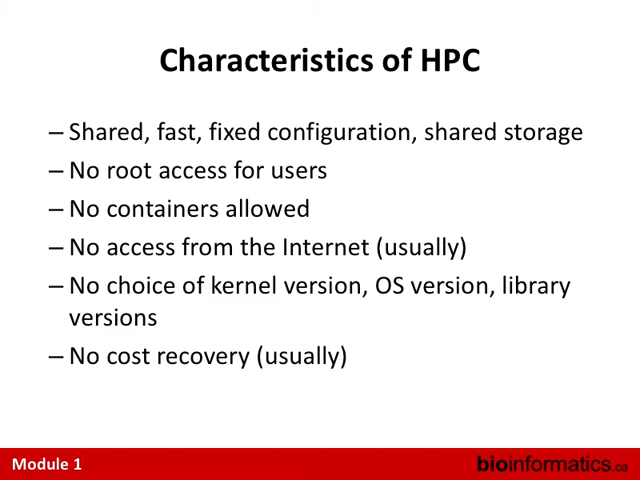 Characteristics of HPC
– Shared, fast, fixed configuration, shared storage
– No root access for users
– No containers allowed
– No access from the Internet (usually)
– No choice of kernel version, OS version, library
versions
– No cost recovery (usually)
Module 1
bioinformatics.ca